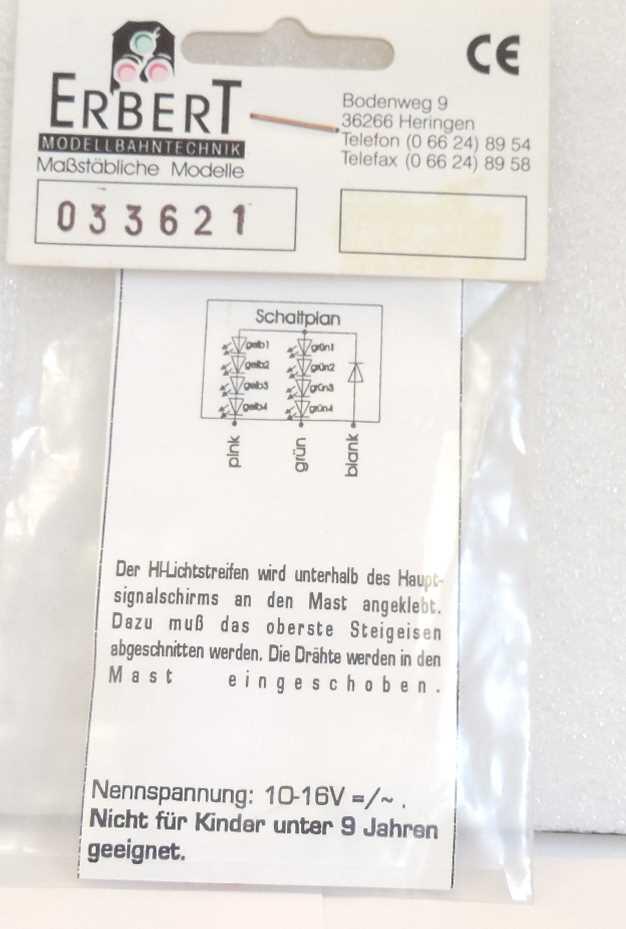 CE
ERBERT
MODELLBAHNTECHNIK
Maßstäbliche Modelle
Bodenweg 9
36266 Heringen
Telefon (0 66 24) 89 54
Telefax (0 66 24) 89 58
033621
Schaltplan
gelb1 grün1
gelb2 grün2
gelb3 grün3
gelb4 grün4
pink grün blank
Der Hl-Lichtstreifen wird unterhalb des Haupt-
signalschirms an den Mast angeklebt.
Dazu muß das oberste Steigeisen
abgeschnitten werden. Die Drähte werden in den
Mast eingeschoben.
Nennspannung: 10-16V =/~ .
Nicht für Kinder unter 9 Jahren
geeignet.